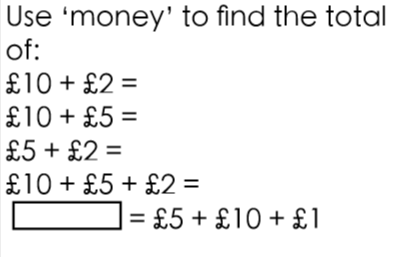 Use ‘money’ to find the total
of:
£10 + £2 =
£10 + £5 =
£5 + £2 =
£10 + £5 + £2 =
= £5 + £10 + £1